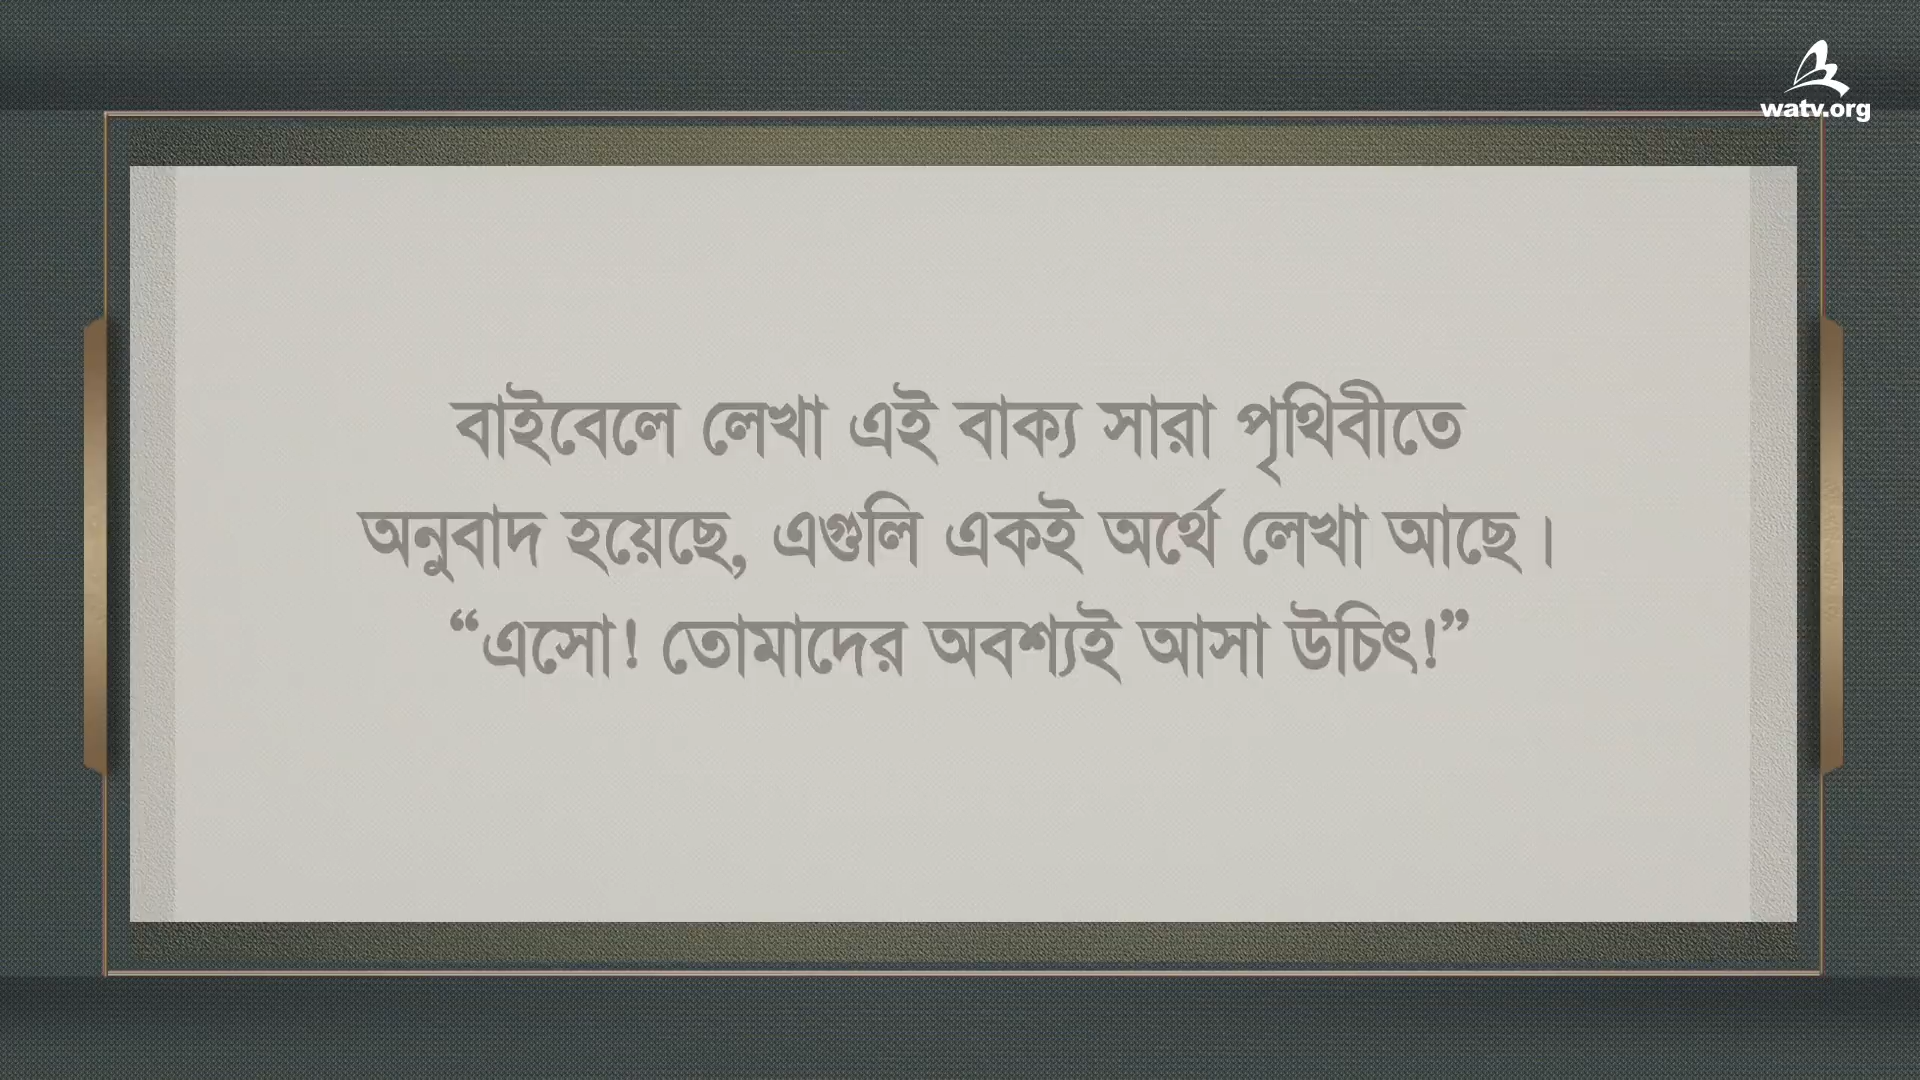 watv.org
বাইবেলে লেখা এই বাক্য সারা পৃথিবীতে
অনুবাদ হয়েছে, এগুলি একই অর্থে লেখা আছে।
“এসো! তোমাদের অবশ্যই আসা উচিৎ!”